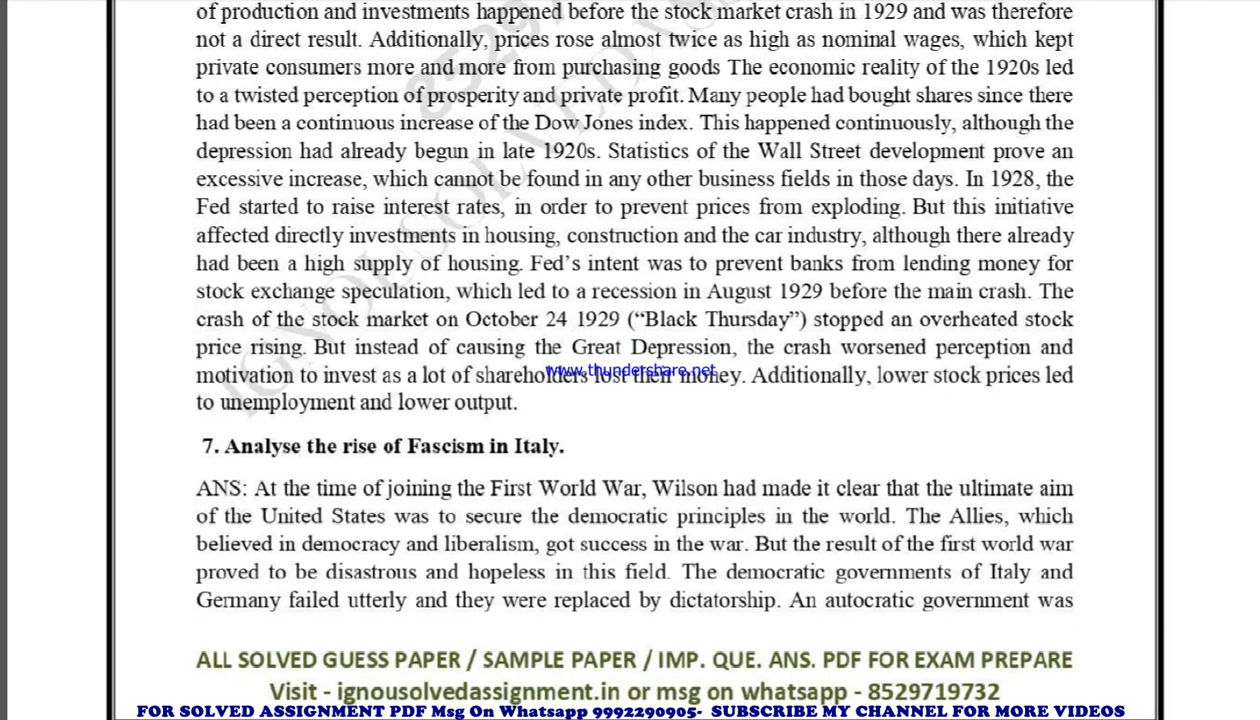 of production and investments happened before the stock market crash in 1929 and was therefore
not a direct result. Additionally, prices rose almost twice as high as nominal wages, which kept
private consumers more and more from purchasing goods The economic reality of the 1920s led
to a twisted perception of prosperity and private profit. Many people had bought shares since there
had been a continuous increase of the Dow Jones index. This happened continuously, although the
depression had already begun in late 1920s. Statistics of the Wall Street development prove an
excessive increase, which cannot be found in any other business fields in those days. In 1928, the
Fed started to raise interest rates, in order to prevent prices from exploding. But this initiative
affected directly investments in housing, construction and the car industry, although there already
had been a high supply of housing. Fed's intent was to prevent banks from lending money for
stock exchange speculation, which led to a recession in August 1929 before the main crash. The
crash of the stock market on October 24 1929 (“Black Thursday”) stopped an overheated stock
price rising. But instead of causing the Great Depression, the crash worsened perception and
motivation to invest as a lot of shareholders lost their money. Additionally, lower stock prices led
www.thundershare.net
to unemployment and lower output.
7. Analyse the rise of Fascism in Italy.
ANS: At the time of joining the First World War, Wilson had made it clear that the ultimate aim
of the United States was to secure the democratic principles in the world. The Allies, which
believed in democracy and liberalism, got success in the war. But the result of the first world war
proved to be disastrous and hopeless in this field. The democratic governments of Italy and
Germany failed utterly and they were replaced by dictatorship. An autocratic government was
ALL SOLVED GUESS PAPER / SAMPLE PAPER / IMP. QUE. ANS. PDF FOR EXAM PREPARE
Visit - ignousolvedassignment.in or msg on whatsapp - 8529719732
FOR SOLVED ASSIGNMENT PDF Msg On Whatsapp 9992290905- SUBSCRIBE MY CHANNEL FOR MORE VIDEOS